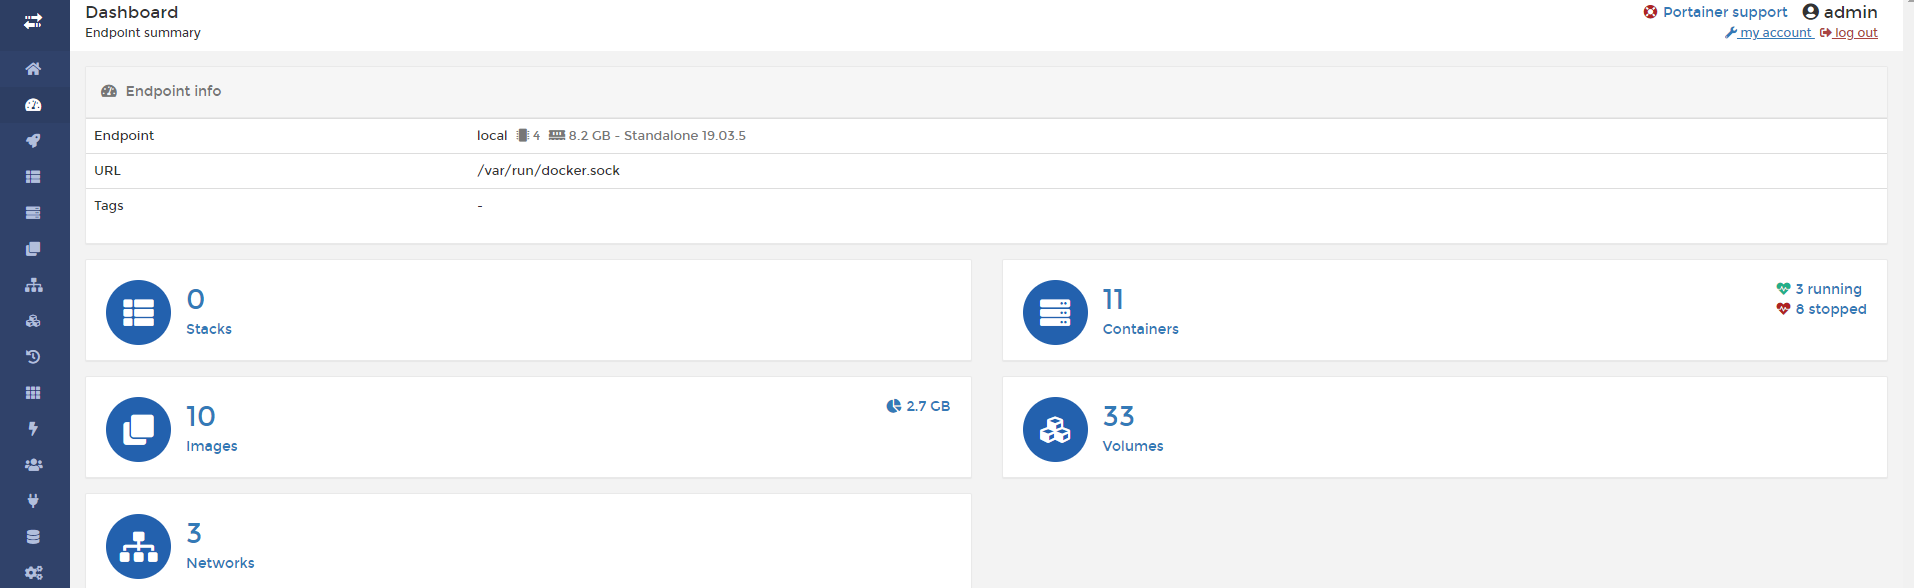 Dashboard
Endpoint summary
Portainer support admin
my account log out
Endpoint info
Endpoint local 4 8.2 GB - Standalone 19.03.5
URL /var/run/docker.sock
Tags -
0
Stacks
11
Containers
3 running
8 stopped
10
Images
2.7 GB
33
Volumes
3
Networks